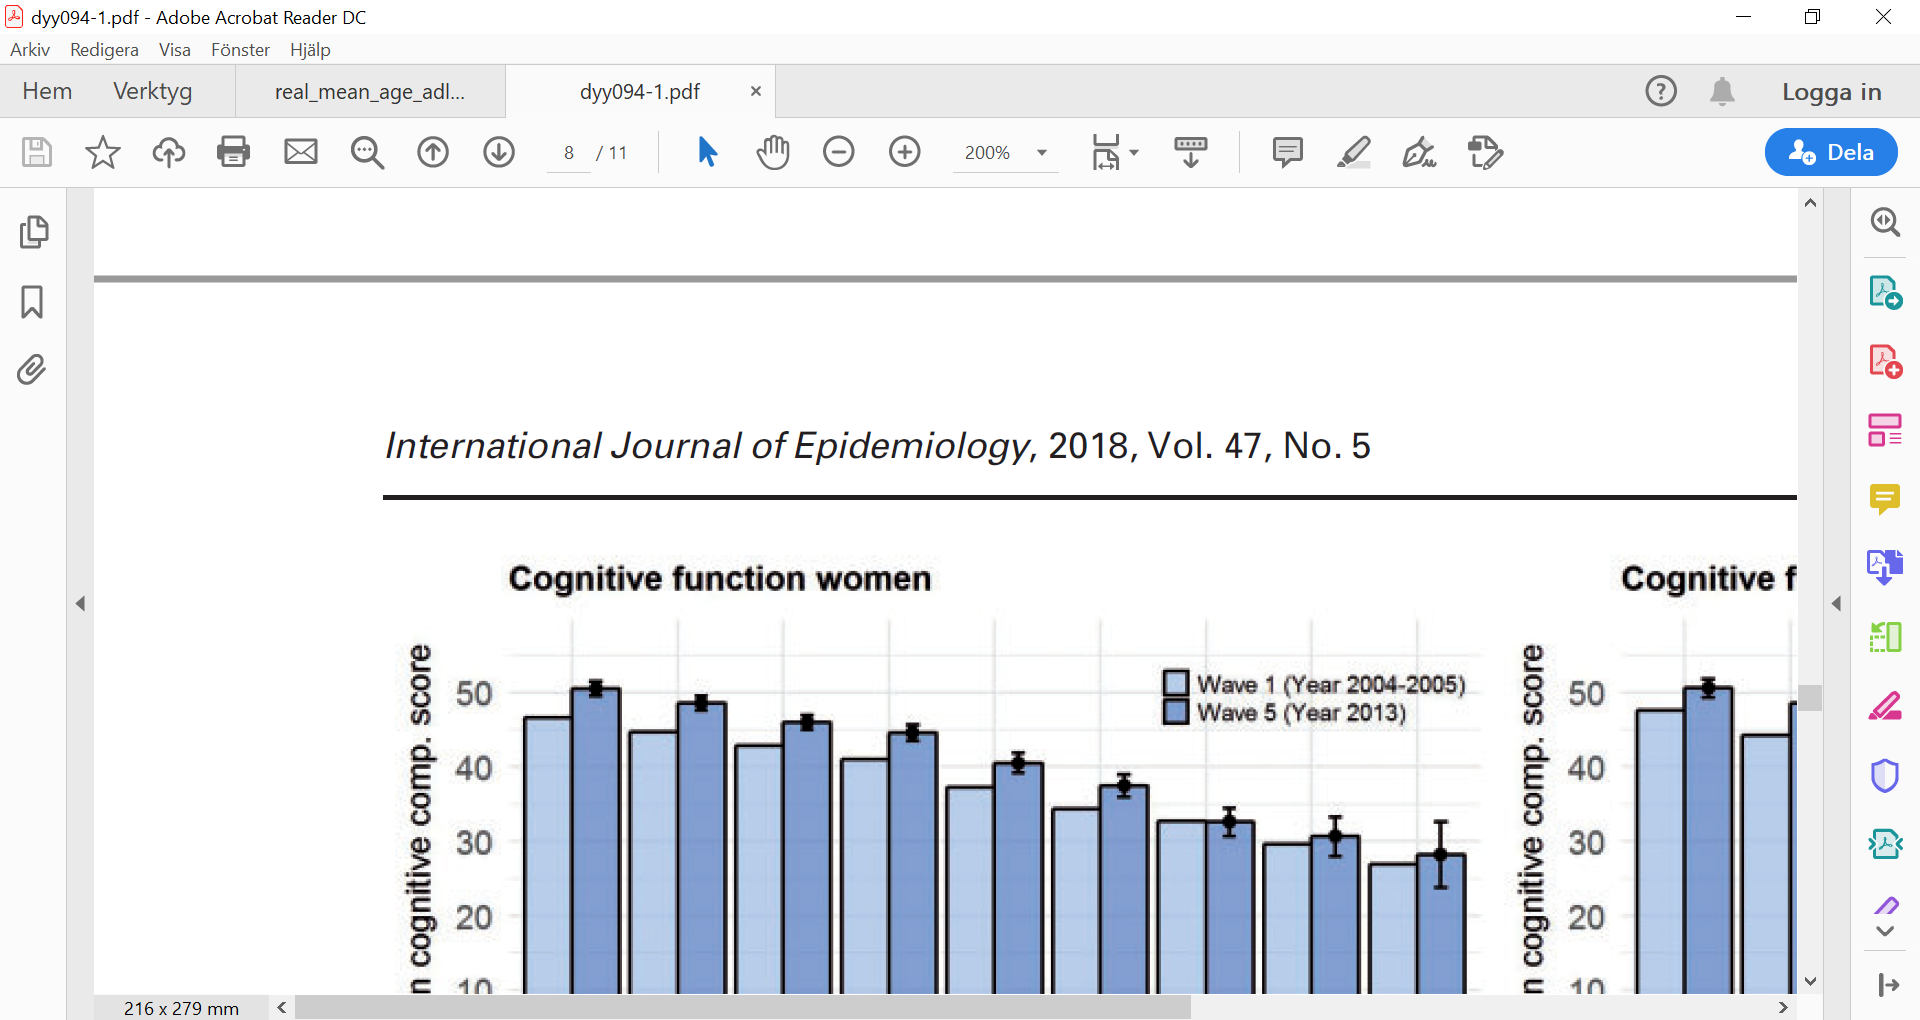 dyy094-1.pdf - Adobe Acrobat Reader DC
Arkiv Redigera Visa Fönster Hjälp
Hem Verktyg real_mean_age_adl... dyy094-1.pdf × Logga in
8 / 11 200% Dela
International Journal of Epidemiology, 2018, Vol. 47, No. 5
Cognitive function women
Cognitive f
n cognitive comp. score
50
40
30
20
10
Wave 1 (Year 2004-2005)
Wave 5 (Year 2013)
n cognitive comp. score
50
40
30
20
10
216 x 279 mm